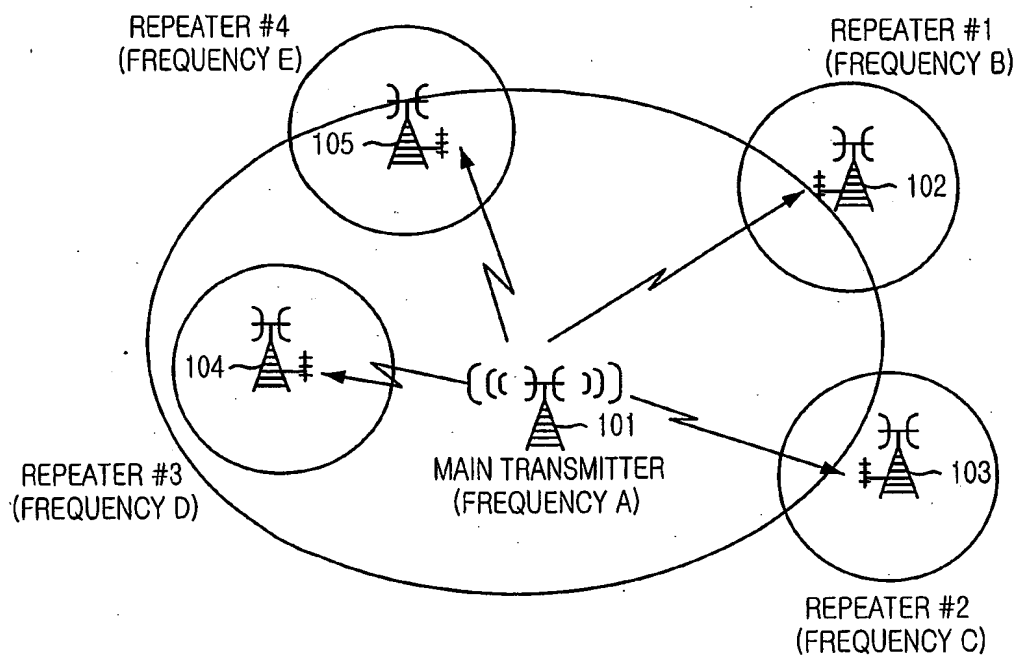 REPEATER #4
(FREQUENCY E)
REPEATER #1
(FREQUENCY B)
105
102
104
101
MAIN TRANSMITTER
(FREQUENCY A)
103
REPEATER #3
(FREQUENCY D)
REPEATER #2
(FREQUENCY C)